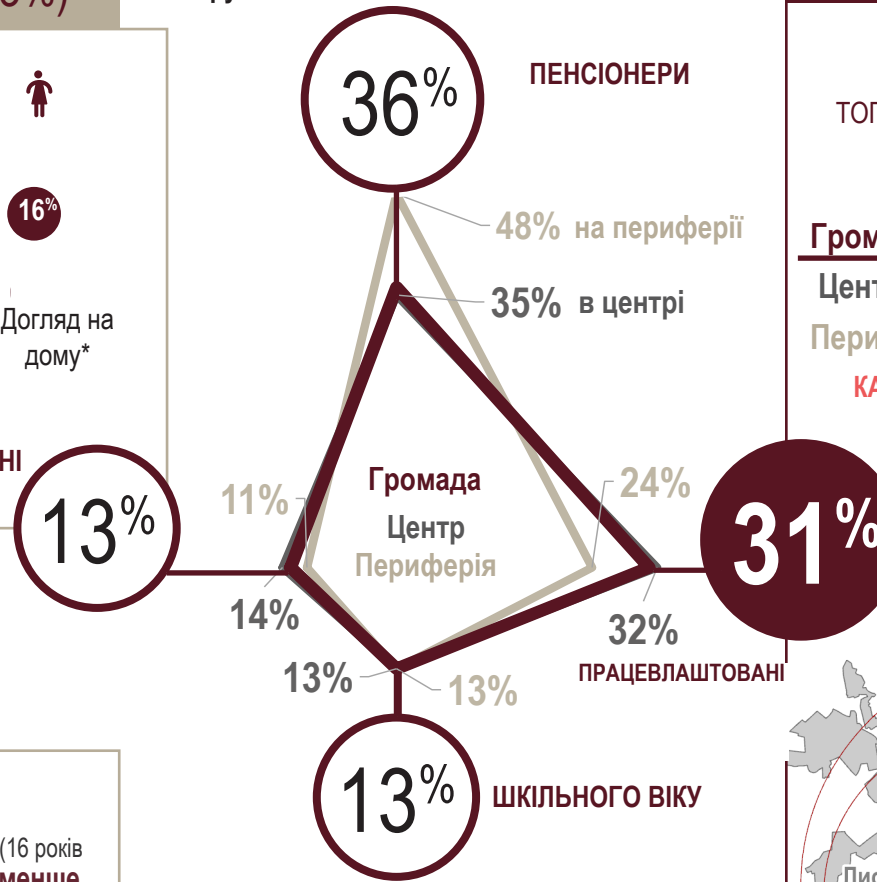 %)
36%
ПЕНСІОНЕРИ
16%
48% на периферії
Догляд на
дому*
35% в центрі
НІ
13%
11%
Громада
Центр
Периферія
24%
31%
14%
32%
13%
13%
ПРАЦЕВЛАШТОВАНІ
13%
ШКІЛЬНОГО ВІКУ
(16 років
менше
ТОП
Гром
Цент
Пери
КА